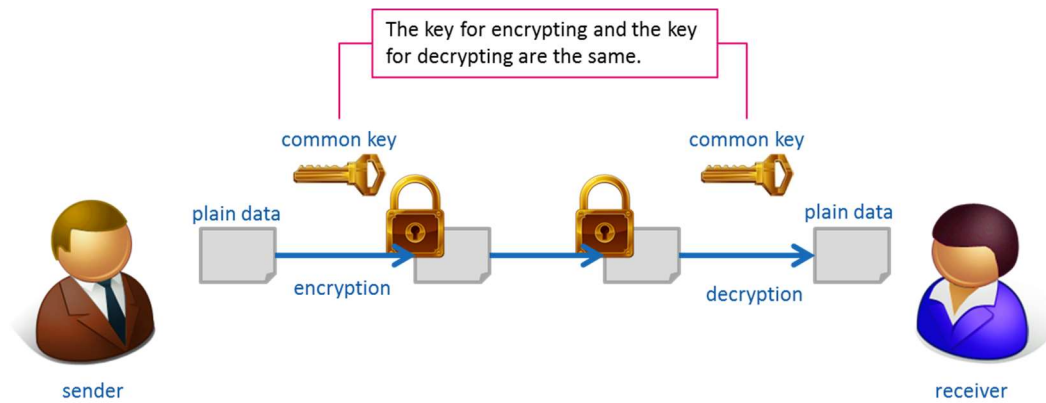 The key for encrypting and the key
for decrypting are the same.
common key
common key
plain data
plain data
encryption
decryption
sender
receiver